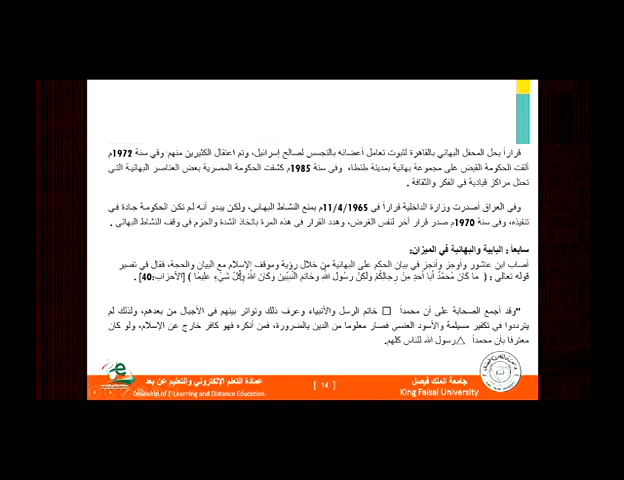 قراراً بحل المحفل البهائي بالقاهرة لثبوت تعامل أعضائه بالتجسس لصالح إسرائيل، وتم اعتقال الكثيرين منهم. وفي سنة 1972م
ألقت الحكومة القبض على مجموعة بهائية بمدينة طنطا، وفي سنة 1985م كشفت الحكومة المصرية بعض العناصر البهائية التي
تحتل مراكز قيادية في الفكر والثقافة .
وفي العراق أصدرت وزارة الداخلية قراراً في 11/4/1965م بمنع النشاط البهائي، ولكن يبدو أنه لم تكن الحكومة جادة في
تنفيذه، وفي سنة 1970م صدر قرار آخر لنفس الغرض، وهدد القرار في هذه المرة باتخاذ الشدة والحزم في وقف النشاط البهائي .
سابعاً : البابية والبهائية في الميزان:
أصاب ابن عشور وأوجز وأنجز في بيان الحكم على البهائية من خلال رؤية وموقف الإسلام مع البيان والحجة، فقال في تفسير
قوله تعالى : ( مَا كَانَ مُحَمَّدٌ أَبَا أَحَدٍ مِنْ رِجَالِكُمْ وَلَكِنْ رَسُولَ اللَّهِ وَخَاتَمَ النَّبِيِّينَ وَكَانَ اللَّهُ بِكُلِّ شَيْءٍ عَلِيمًا ) [الأحزاب:40] .
"وقد أجمع الصحابة على أن محمداً □ خاتم الرسل والأنبياء وعرف ذلك وتواتر بينهم في الأجيال من بعدهم، ولذلك لم
يترددوا في تكفير مسيلمة والأسود العنسي فصار معلوما من الدين بالضرورة، فمن أنكره فهو كافر خارج عن الإسلام، ولو كان
معترفا بأن محمداً △رسول الله للناس كلهم.
جامعة الملك فيصل
King Faisal University
[ 14 ]
عمادة التعلم الإلكتروني والتعليم عن بعد
Deanship of E-Learning and Distance Education